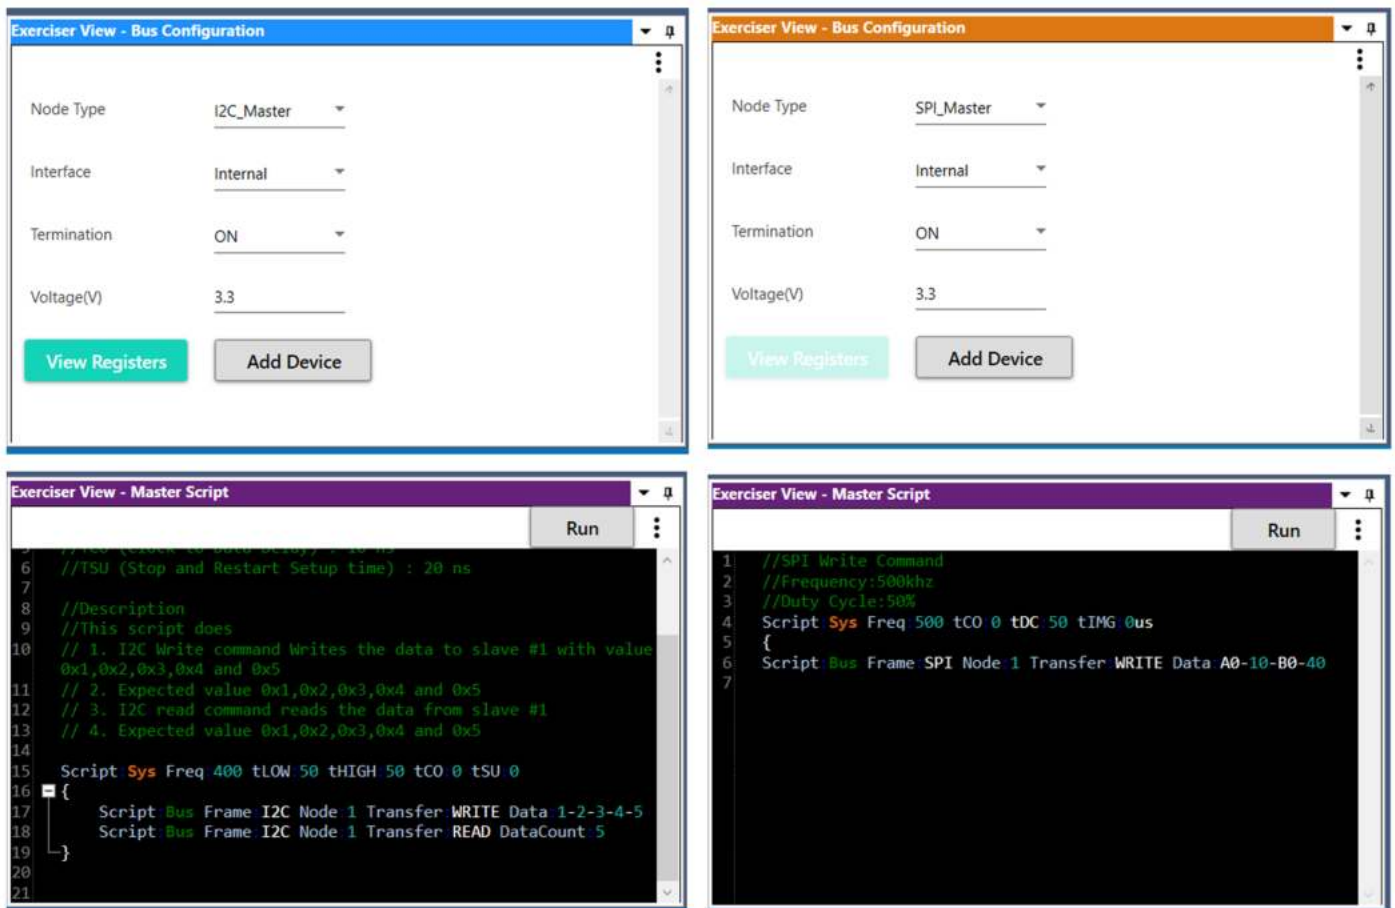 Exerciser View - Bus Configuration
Node Type I2C_Master
Interface Internal
Termination ON
Voltage(V) 3.3
View Registers Add Device
Exerciser View - Bus Configuration
Node Type SPI_Master
Interface Internal
Termination ON
Voltage(V) 3.3
View Registers Add Device
Exerciser View - Master Script
Run
5 //TCO (Clock to Data Delay) : 10 ns
6 //TSU (Stop and Restart Setup time) : 20 ns
7
8 //Description
9 //This script does
10 // 1. I2C Write command Writes the data to slave #1 with value
0x1,0x2,0x3,0x4 and 0x5
11 // 2. Expected value 0x1,0x2,0x3,0x4 and 0x5
12 // 3. I2C read command reads the data from slave #1
13 // 4. Expected value 0x1,0x2,0x3,0x4 and 0x5
14
15 Script:Sys Freq:400 tLOW:50 tHIGH:50 tCO:0 tSU:0
16 {
17 Script:Bus Frame:I2C Node:1 Transfer:WRITE Data:1-2-3-4-5
18 Script:Bus Frame:I2C Node:1 Transfer:READ DataCount:5
19 }
20
21
Exerciser View - Master Script
Run
1 //SPI Write Command
2 //Frequency:500khz
3 //Duty Cycle:50%
4 Script:Sys Freq:500 tCO:0 tDC:50 tIMG:0us
5 {
6 Script:Bus Frame:SPI Node:1 Transfer:WRITE Data:A0-10-B0-40
7